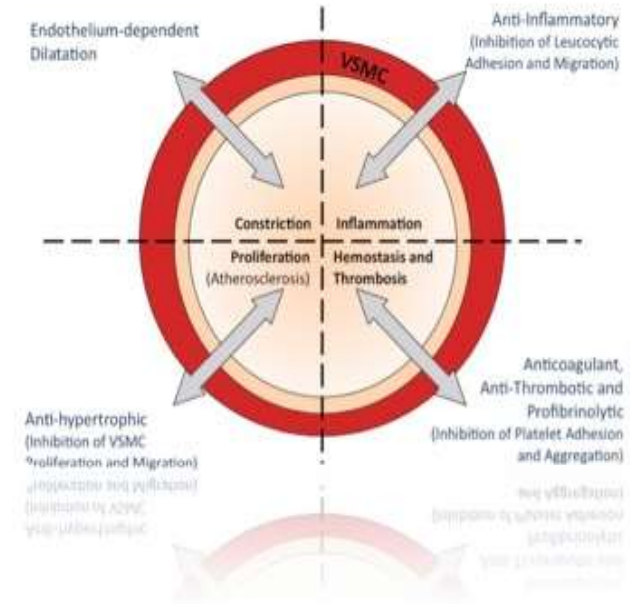 Endothelium-dependent
Dilatation
Anti-Inflammatory
(Inhibition of Leucocytic
Adhesion and Migration)
VSMC
Constriction
Inflammation
Proliferation
(Atherosclerosis)
Hemostasis and
Thrombosis
Anti-hypertrophic
(Inhibition of VSMC
Proliferation and Migration)
Anticoagulant,
Anti-Thrombotic and
Profibrinolytic
(Inhibition of Platelet Adhesion
and Aggregation)